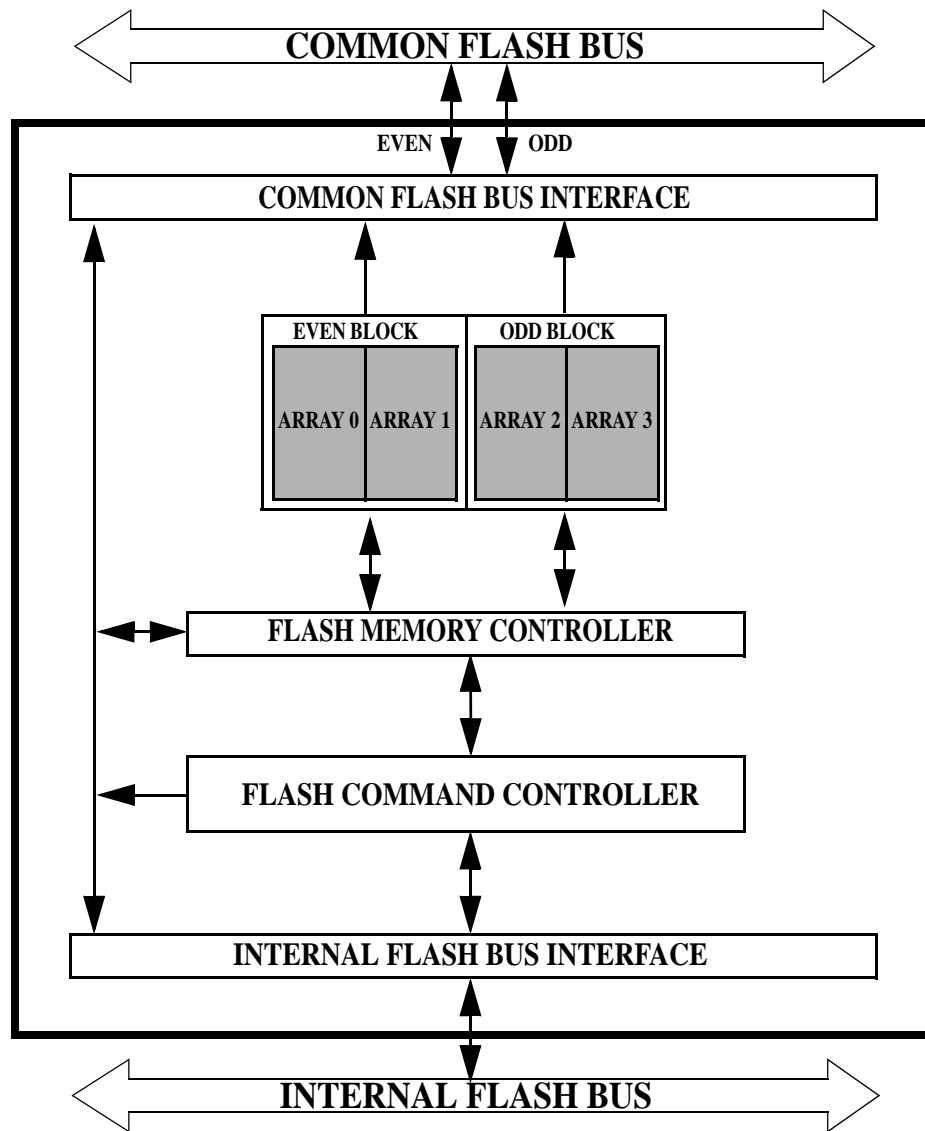 COMMON FLASH BUS
EVEN ODD
COMMON FLASH BUS INTERFACE
EVEN BLOCK ODD BLOCK
ARRAY 0 ARRAY 1 ARRAY 2 ARRAY 3
FLASH MEMORY CONTROLLER
FLASH COMMAND CONTROLLER
INTERNAL FLASH BUS INTERFACE
INTERNAL FLASH BUS